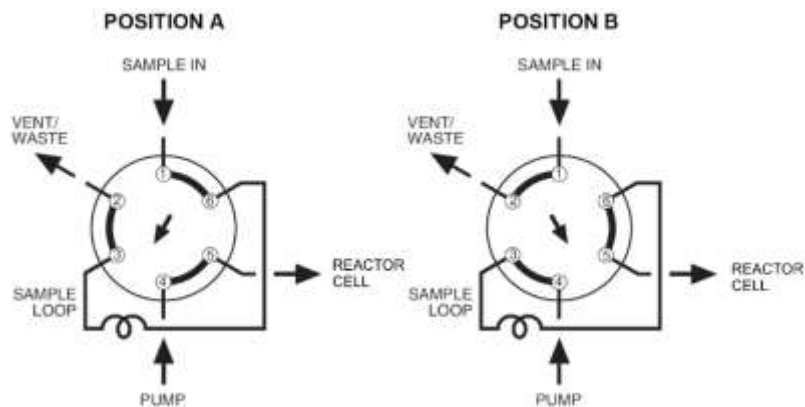 POSITION A
SAMPLE IN
VENT/
WASTE
1
2
6
3
5
4
REACTOR
CELL
SAMPLE
LOOP
PUMP
POSITION B
SAMPLE IN
VENT/
WASTE
1
2
6
3
5
4
REACTOR
CELL
SAMPLE
LOOP
PUMP